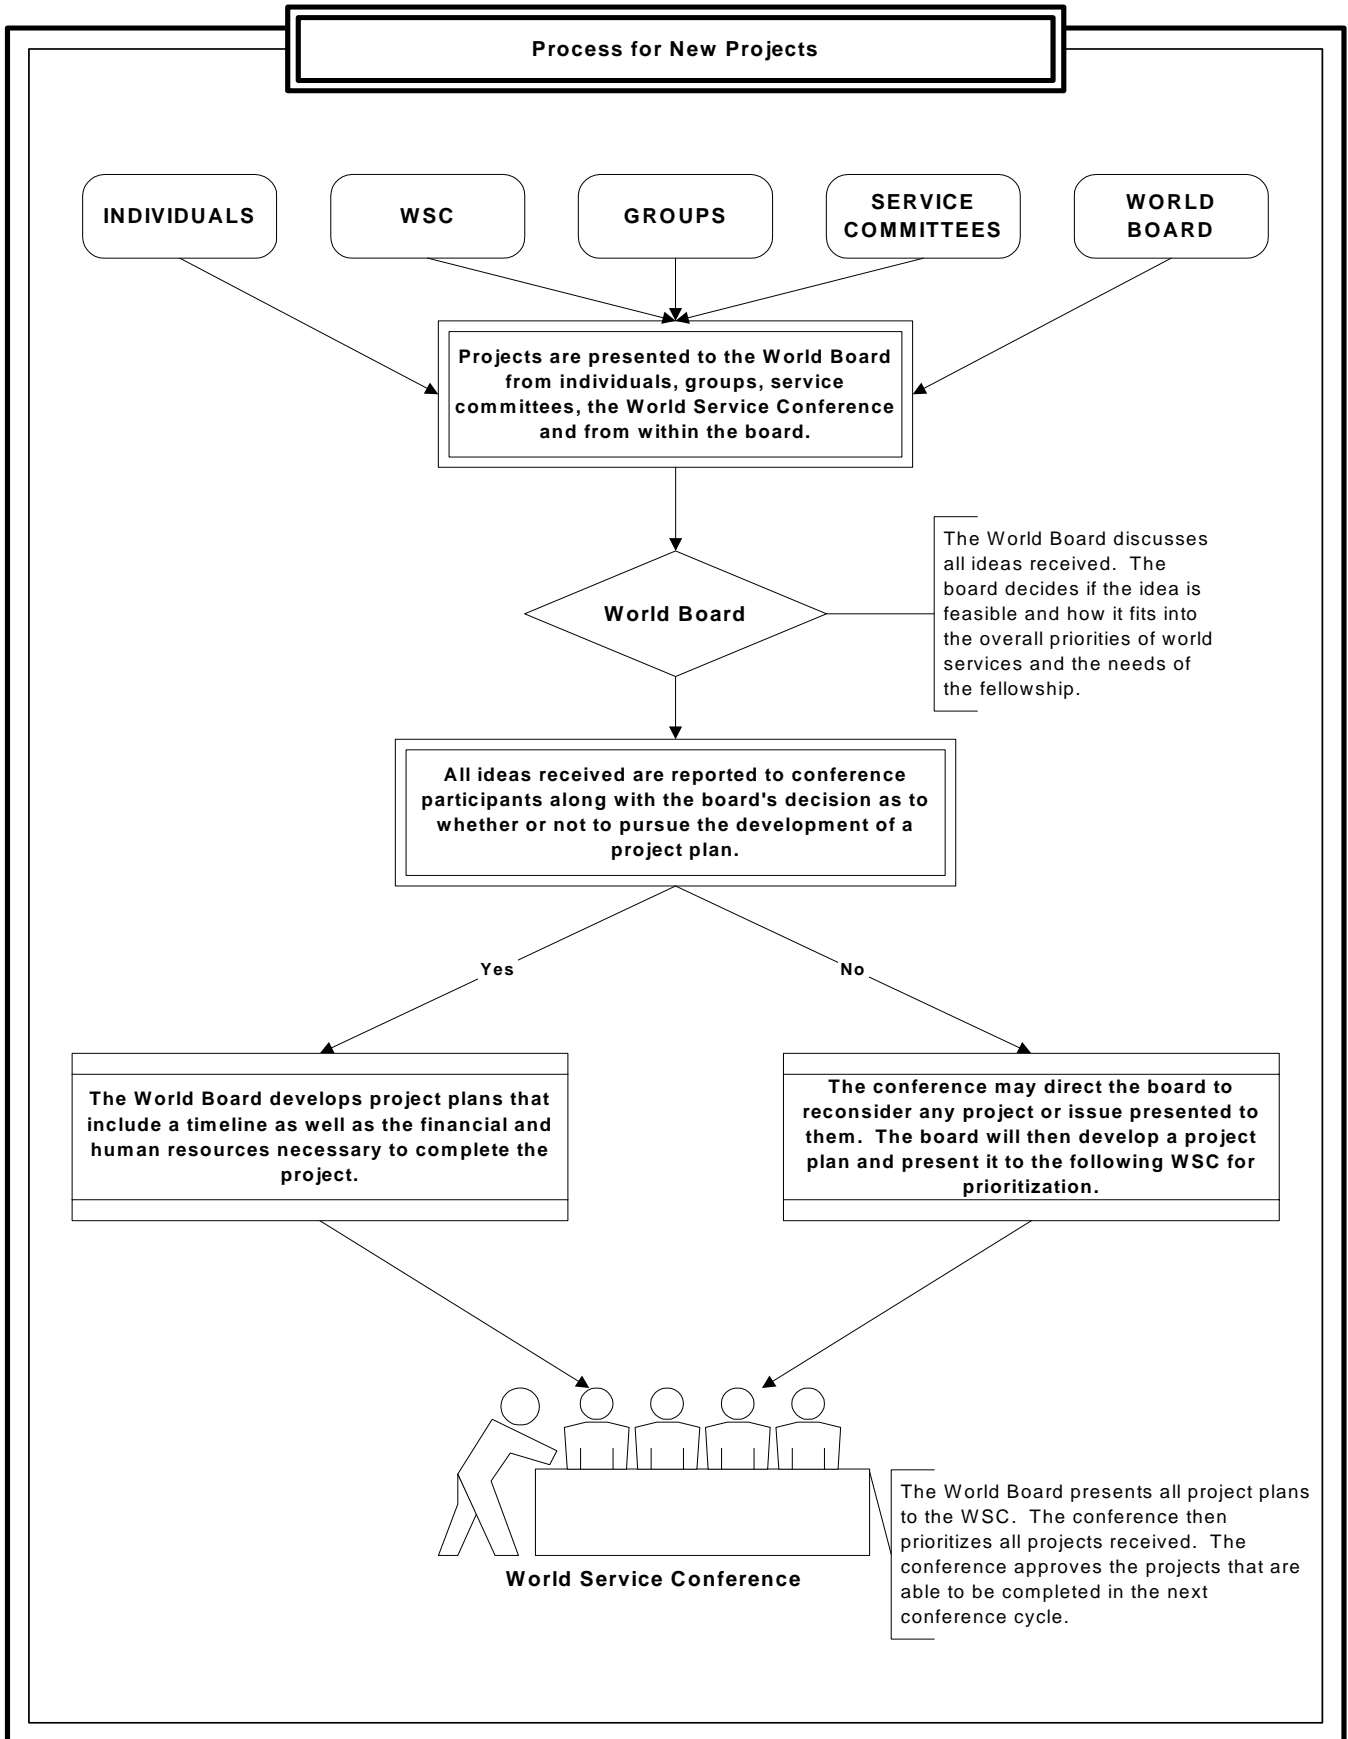 Process for New Projects
INDIVIDUALS
WSC
GROUPS
SERVICE
COMMITTEES
WORLD
BOARD
Projects are presented to the World Board
from individuals, groups, service
committees, the World Service Conference
and from within the board.
The World Board discusses
all ideas received.  The
board decides if the idea is
feasible and how it fits into
the overall priorities of world
services and the needs of
the fellowship.
World Board
All ideas received are reported to conference
participants along with the board's decision as to
whether or not to pursue the development of a
project plan.
Yes
No
The World Board develops project plans that
include a timeline as well as the financial and
human resources necessary to complete the
project.
The conference may direct the board to
reconsider any project or issue presented to
them.  The board will then develop a project
plan and present it to the following WSC for
prioritization.
The World Board presents all project plans
to the WSC.  The conference then
prioritizes all projects received.  The
conference approves the projects that are
able to be completed in the next
conference cycle.
World Service Conference